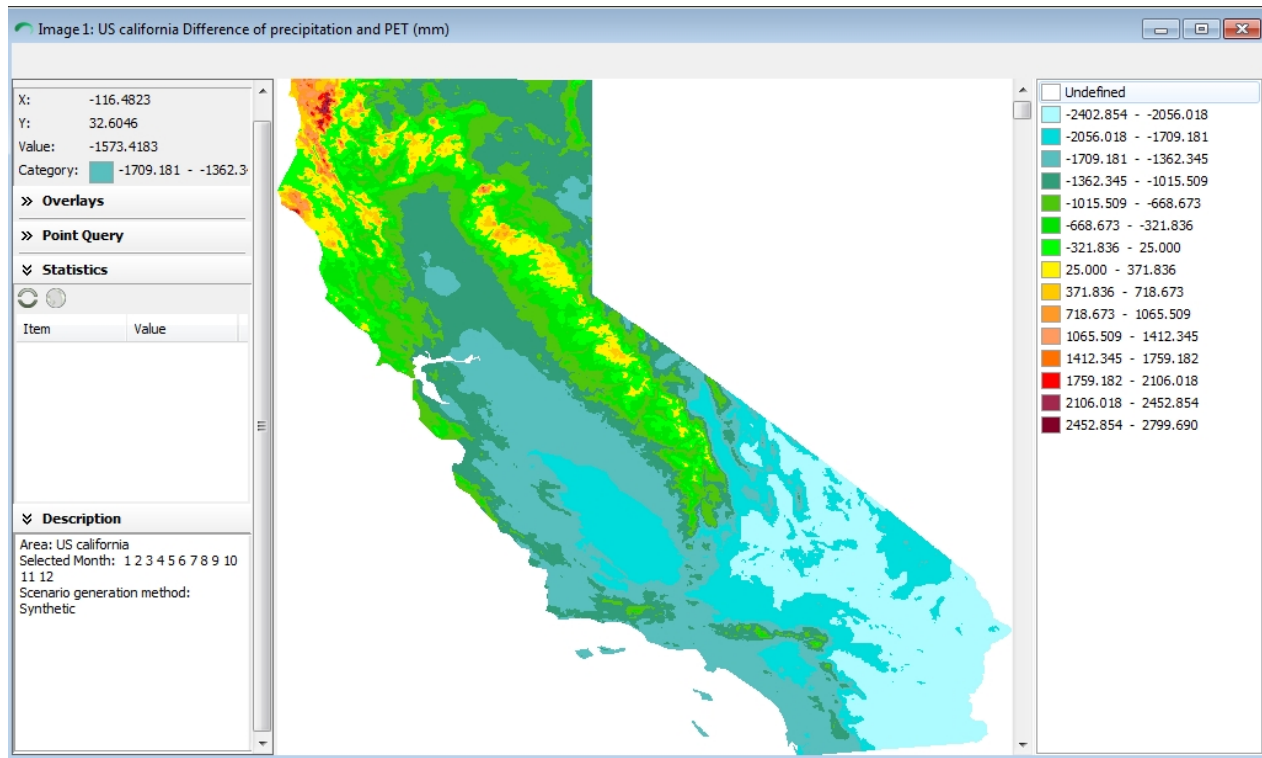 Image 1: US california Difference of precipitation and PET (mm)
X: -116.4823
Y: 32.6046
Value: -1573.4183
Category: -1709.181 - -1362.3
Overlays
Point Query
Statistics
Item Value
Description
Area: US california
Selected Month: 1 2 3 4 5 6 7 8 9 10
11 12
Scenario generation method:
Synthetic
Undefined
-2402.854 - -2056.018
-2056.018 - -1709.181
-1709.181 - -1362.345
-1362.345 - -1015.509
-1015.509 - -668.673
-668.673 - -321.836
-321.836 - 25.000
25.000 - 371.836
371.836 - 718.673
718.673 - 1065.509
1065.509 - 1412.345
1412.345 - 1759.182
1759.182 - 2106.018
2106.018 - 2452.854
2452.854 - 2799.690